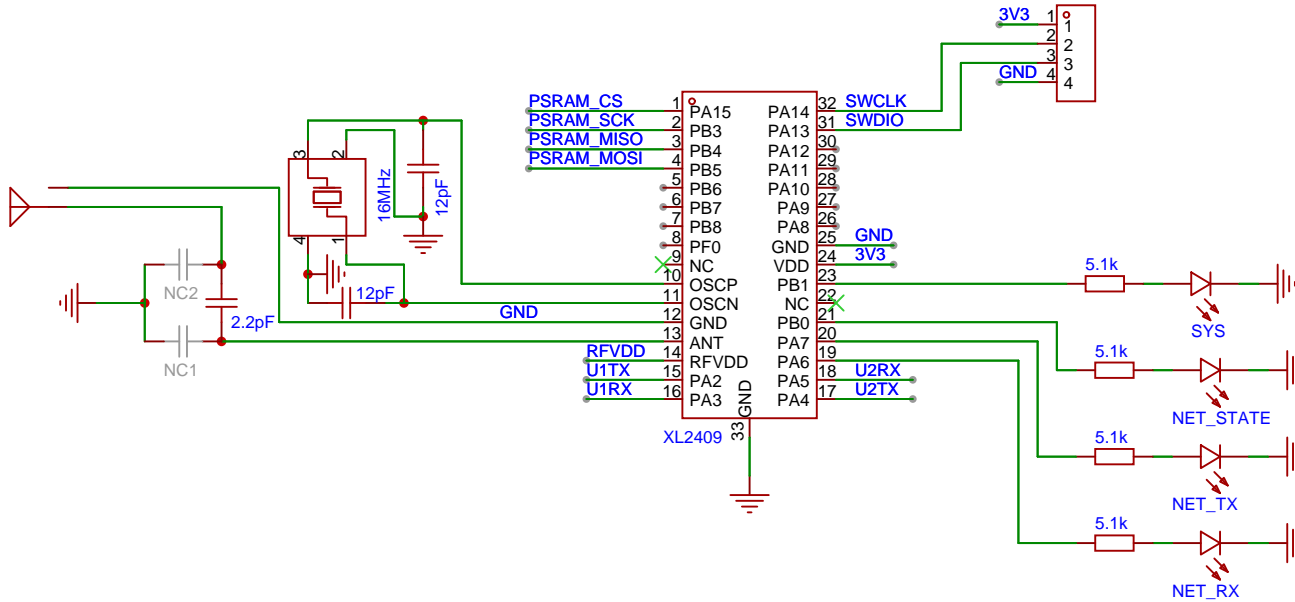 3V3
1
1
2
2
3
3
GND
4
4
PSRAM_CS
1
PA15
PA14
32
SWCLK
PSRAM_SCK
2
PB3
PA13
31
SWDIO
PSRAM_MISO
3
PB4
PA12
30
PSRAM_MOSI
4
PB5
PA11
29
5
PB6
PA10
28
6
PB7
PA9
27
7
PB8
PA8
26
8
PF0
GND
25
GND
9
NC
VDD
24
3V3
10
OSCP
PB1
23
11
OSCN
NC
22
GND
12
GND
PB0
21
13
ANT
PA7
20
RFVDD
14
RFVDD
PA6
19
U1TX
15
PA2
PA5
18
U2RX
U1RX
16
PA3
PA4
17
U2TX
GND
33
XL2409
3
2
4
1
16MHz
12pF
12pF
NC2
2.2pF
NC1
5.1k
SYS
5.1k
NET_STATE
5.1k
NET_TX
5.1k
NET_RX